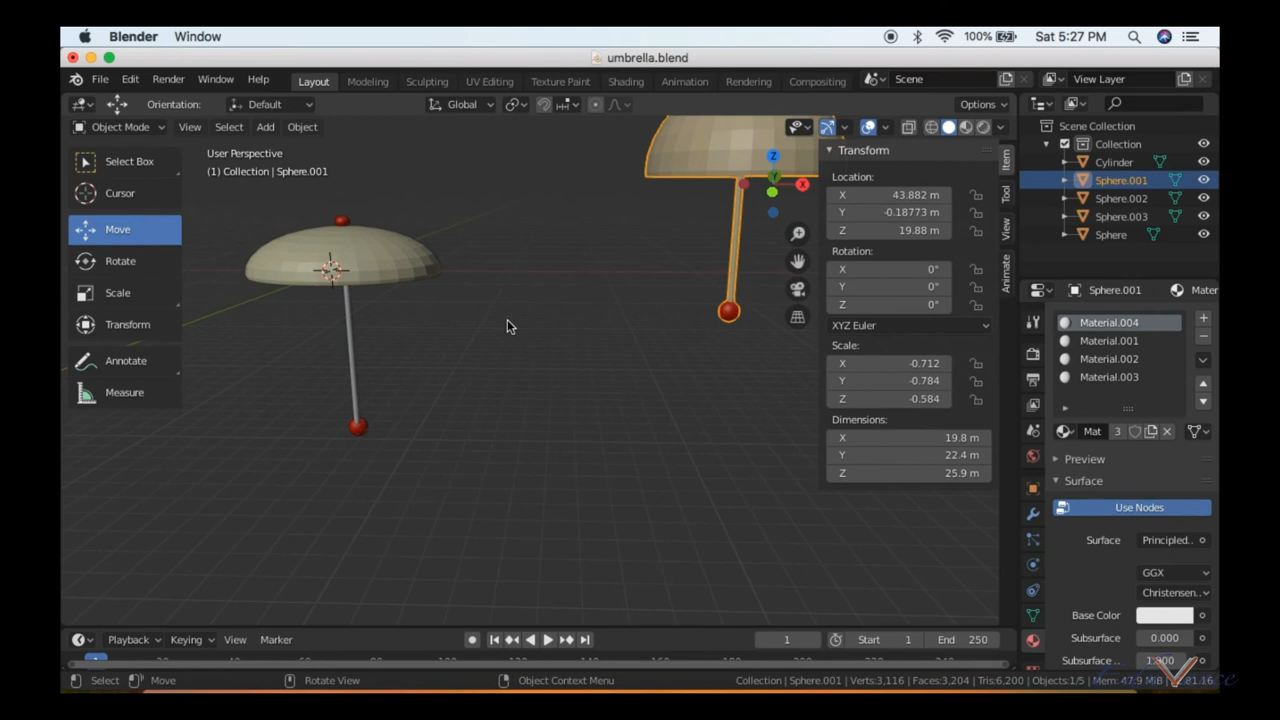 Blender Window 100% Sat 5:27 PM
umbrella.blend
File Edit Render Window Help Layout Modeling Sculpting UV Editing Texture Paint Shading Animation Rendering Compositing Scene View Layer
Orientation: Default Global Options
Object Mode View Select Add Object
Scene Collection
Collection
Cylinder
Sphere.001
Sphere.002
Sphere.003
Sphere
User Perspective
(1) Collection | Sphere.001
Select Box
Cursor
Move
Rotate
Scale
Transform
Annotate
Measure
Z
Y
X
Transform
Location:
X 43.882 m
Y -0.18773 m
Z 19.88 m
Rotation:
X 0°
Y 0°
Z 0°
XYZ Euler
Scale:
X -0.712
Y -0.784
Z -0.584
Dimensions:
X 19.8 m
Y 22.4 m
Z 25.9 m
Item
Tool
View
Animate
Sphere.001 Mater
Material.004
Material.001
Material.002
Material.003
Mat 3
Preview
Surface
Use Nodes
Surface Principled..
GGX
Christensen..
Base Color
Subsurface 0.000
Subsurface .. 1.000
Playback Keying View Marker 1 Start 1 End 250
Select Move Rotate View Object Context Menu Collection | Sphere.001 | Verts:3,116 | Faces:3,204 | Tris:6,200 | Objects:1/5 | Mem: 47.9 MB